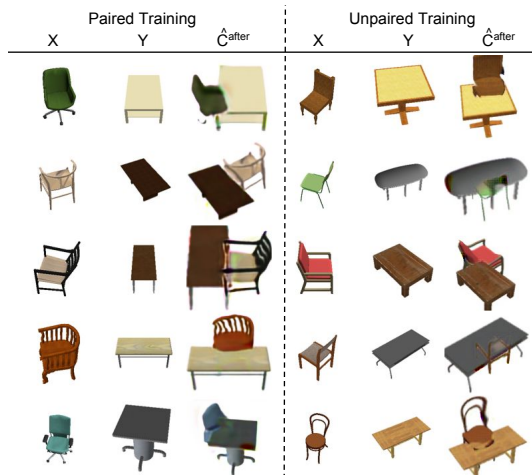 Paired Training
Unpaired Training
X Y Ĉᵃᶠᵗᵉʳ X Y Ĉᵃᶠᵗᵉʳ